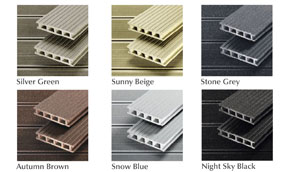 Silver Green
Sunny Beige
Stone Grey
Autumn Brown
Snow Blue
Night Sky Black